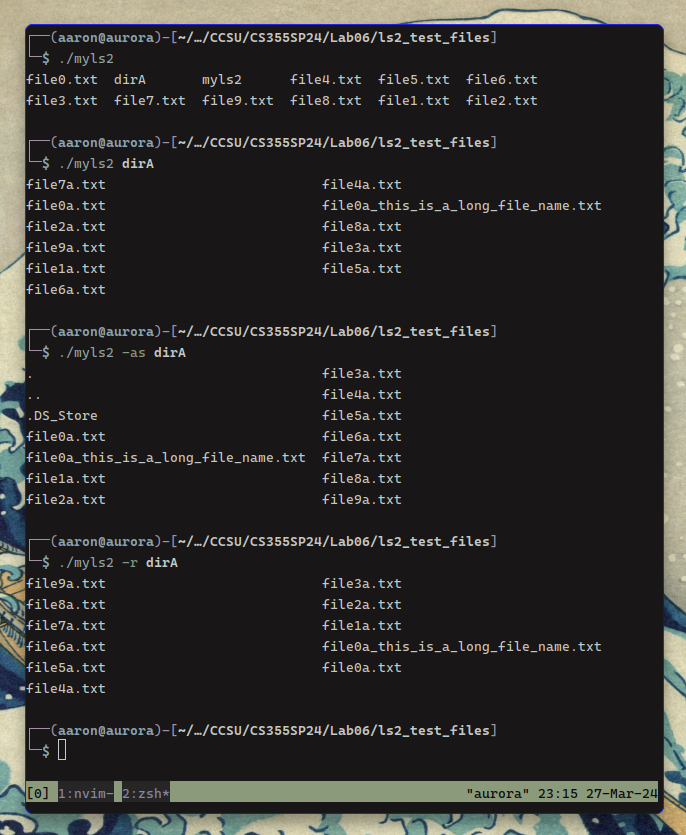 ┌──(aaron@aurora)-[~/…/CCSU/CS355SP24/Lab06/ls2_test_files]
└─$ ./myls2
file0.txt  dirA       myls2      file4.txt  file5.txt  file6.txt
file3.txt  file7.txt  file9.txt  file8.txt  file1.txt  file2.txt
┌──(aaron@aurora)-[~/…/CCSU/CS355SP24/Lab06/ls2_test_files]
└─$ ./myls2 dirA
file7a.txt                           file4a.txt
file0a.txt                           file0a_this_is_a_long_file_name.txt
file2a.txt                           file8a.txt
file9a.txt                           file3a.txt
file1a.txt                           file5a.txt
file6a.txt
┌──(aaron@aurora)-[~/…/CCSU/CS355SP24/Lab06/ls2_test_files]
└─$ ./myls2 -as dirA
.                                    file3a.txt
..                                   file4a.txt
.DS_Store                            file5a.txt
file0a.txt                           file6a.txt
file0a_this_is_a_long_file_name.txt  file7a.txt
file1a.txt                           file8a.txt
file2a.txt                           file9a.txt
┌──(aaron@aurora)-[~/…/CCSU/CS355SP24/Lab06/ls2_test_files]
└─$ ./myls2 -r dirA
file9a.txt                           file3a.txt
file8a.txt                           file2a.txt
file7a.txt                           file1a.txt
file6a.txt                           file0a_this_is_a_long_file_name.txt
file5a.txt                           file0a.txt
file4a.txt
┌──(aaron@aurora)-[~/…/CCSU/CS355SP24/Lab06/ls2_test_files]
└─$
[0] 1:nvim- 2:zsh* "aurora" 23:15 27-Mar-24